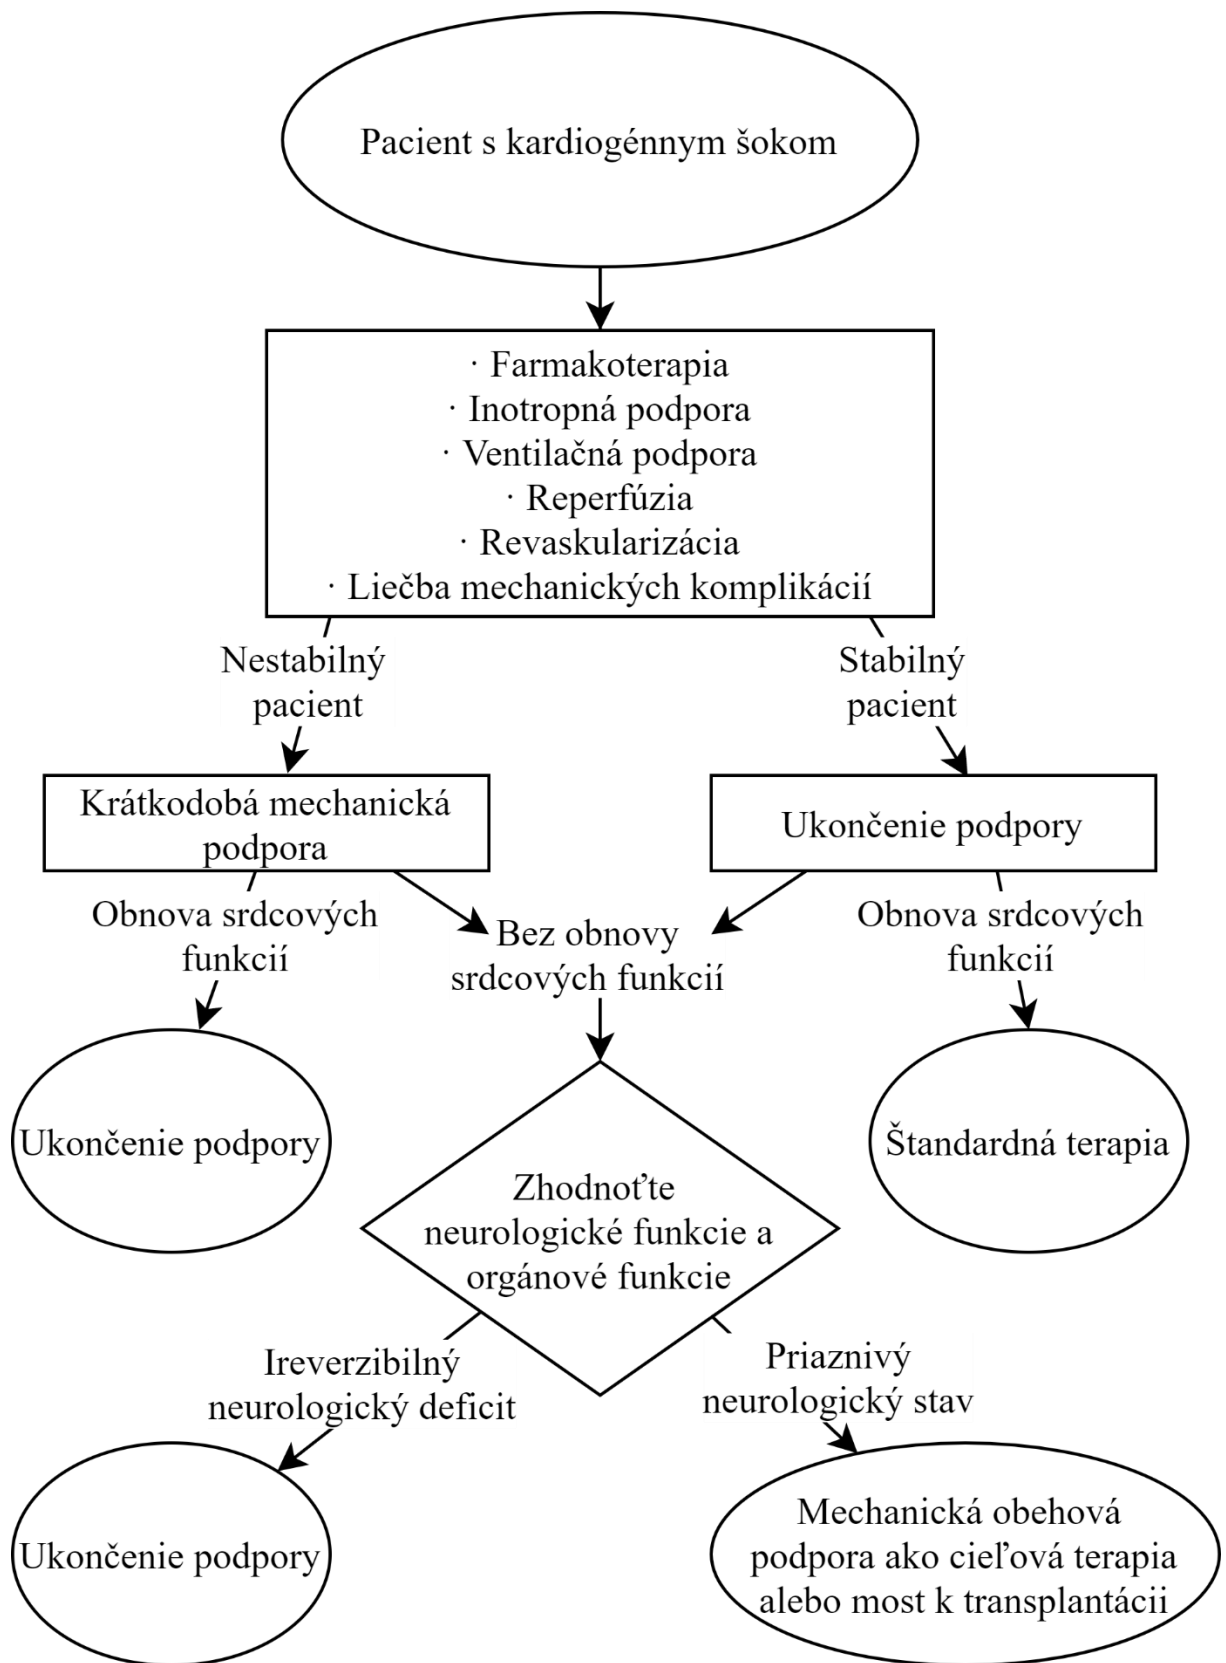 Pacient s kardiogénnym šokom
· Farmakoterapia
· Inotropná podpora
· Ventilačná podpora
· Reperfúzia
· Revaskularizácia
· Liečba mechanických komplikácií
Nestabilný
pacient
Stabilný
pacient
Krátkodobá mechanická
podpora
Ukončenie podpory
Obnova srdcových
funkcií
Bez obnovy
srdcových funkcií
Obnova srdcových
funkcií
Ukončenie podpory
Štandardná terapia
Zhodnoťte
neurologické funkcie a
orgánové funkcie
Ireverzibilný
neurologický deficit
Priaznivý
neurologický stav
Ukončenie podpory
Mechanická obehová
podpora ako cieľová terapia
alebo most k transplantácii